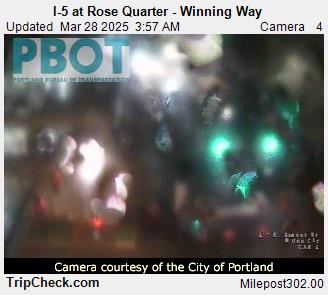 I-5 at Rose Quarter - Winning Way
Updated Mar 28 2025 3:57 AM Camera 4
PBOT
PORTLAND BUREAU OF TRANSPORTATION
Camera courtesy of the City of Portland
TripCheck.com Milepost302.00